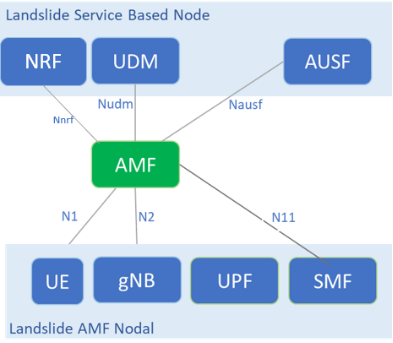 Landslide Service Based Node
NRF
UDM
AUSF
Nnrf
Nudm
Nausf
AMF
N1
N2
N11
UE
gNB
UPF
SMF
Landslide AMF Nodal